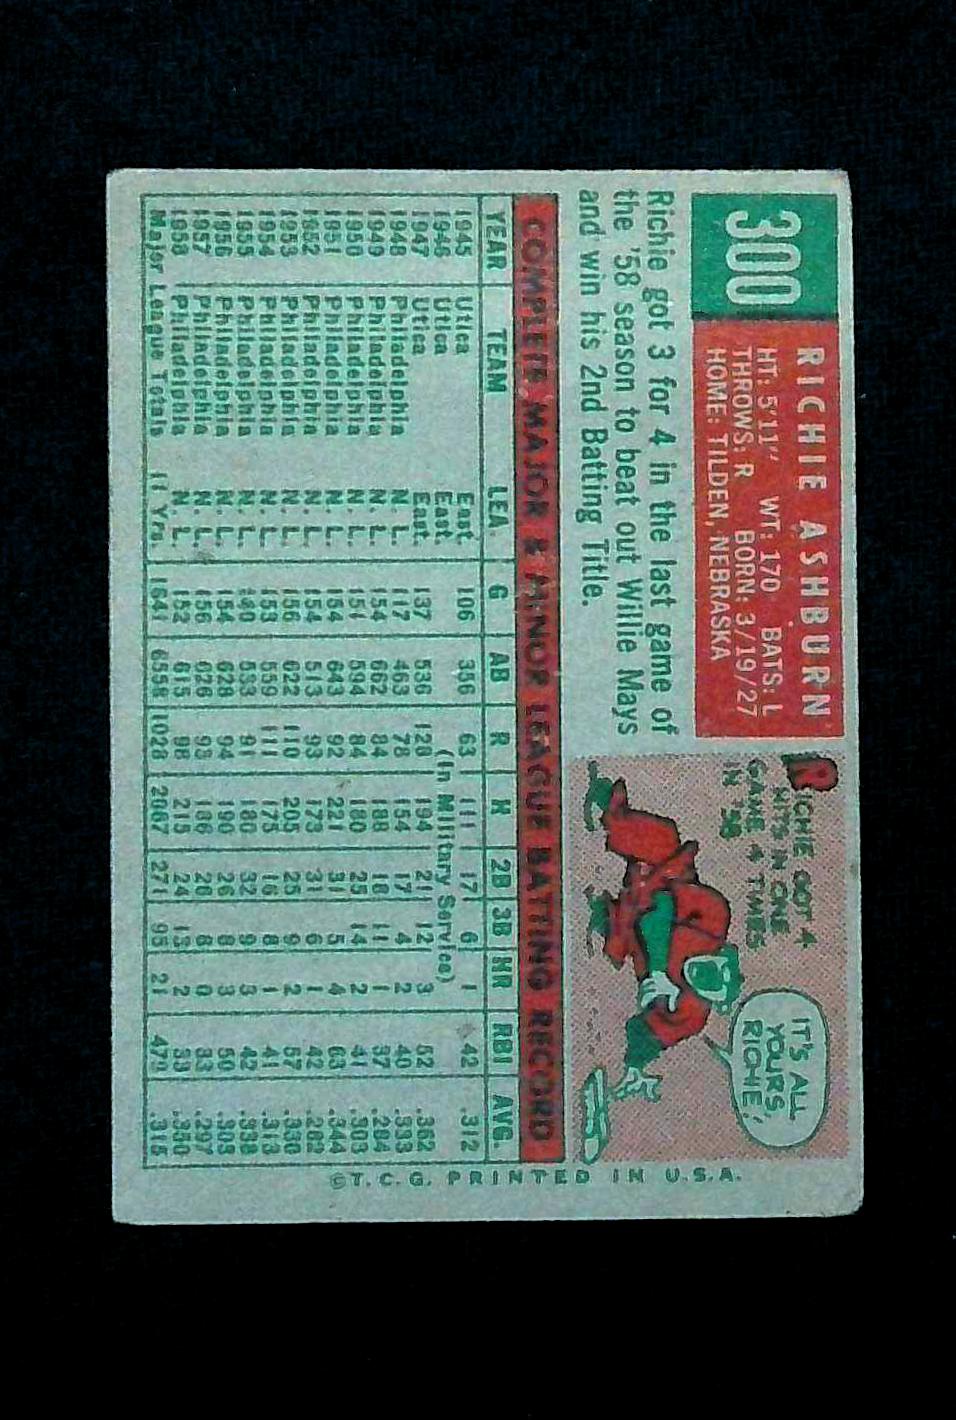 300
RICHIE ASHBURN
HT: 5'11" WT: 170 BATS: L
THROWS: R BORN: 3/19/27
HOME: TILDEN, NEBRASKA
Richie got 3 for 4 in the last game of
the '58 season to beat out Willie Mays
and win his 2nd Batting Title.
RICHIE GOT 4
HITS IN ONE
GAME 4 TIMES
IN '58
IT'S ALL
YOURS,
RICHIE!
COMPLETE MAJOR & MINOR LEAGUE BATTING RECORD
YEAR TEAM LEA. G AB R H 2B 3B HR RBI AVG.
1945 Utica East. 106 356 63 111 17 6 1 42 .312
1946 Utica East. (In Military Service)
1947 Utica East. 137 536 128 194 21 12 3 52 .362
1948 Philadelphia N. L. 117 463 78 154 17 4 2 40 .333
1949 Philadelphia N. L. 154 662 84 188 18 11 1 37 .284
1950 Philadelphia N. L. 151 594 84 180 25 14 2 41 .303
1951 Philadelphia N. L. 154 643 92 221 31 5 4 63 .344
1952 Philadelphia N. L. 154 613 93 173 31 6 1 42 .282
1953 Philadelphia N. L. 156 622 110 205 25 9 2 57 .330
1954 Philadelphia N. L. 153 559 111 175 16 8 1 41 .313
1955 Philadelphia N. L. 140 533 91 180 32 9 3 42 .338
1956 Philadelphia N. L. 154 628 94 190 26 8 3 50 .303
1957 Philadelphia N. L. 156 626 93 186 26 8 0 33 .297
1958 Philadelphia N. L. 152 615 98 215 24 13 2 33 .350
Major League Totals 11 Yrs. 1641 6558 1028 2067 271 95 21 479 .315
©T.C.G. PRINTED IN U.S.A.